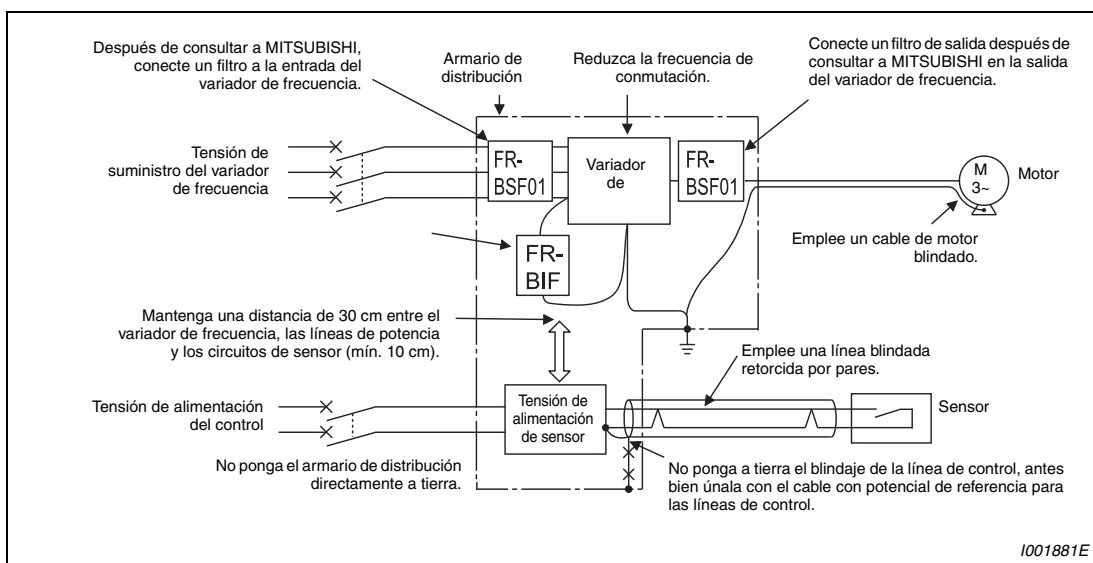 Después de consultar a MITSUBISHI,
conecte un filtro a la entrada del
variador de frecuencia.
Armario de
distribución
Reduzca la frecuencia de
conmutación.
Conecte un filtro de salida después de
consultar a MITSUBISHI en la salida
del variador de frecuencia.
Tensión de
suministro del variador
de frecuencia
FR-
BSF01
Variador
de
FR-
BSF01
M
3~
Motor
Emplee un cable de motor
blindado.
FR-
BIF
Mantenga una distancia de 30 cm entre el
variador de frecuencia, las líneas de potencia
y los circuitos de sensor (mín. 10 cm).
Emplee una línea blindada
retorcida por pares.
Tensión de alimentación
del control
Tensión de
alimentación
de sensor
Sensor
No ponga el armario de distribución
directamente a tierra.
No ponga a tierra el blindaje de la línea de control, antes
bien únala con el cable con potencial de referencia para
las líneas de control.
I001881E